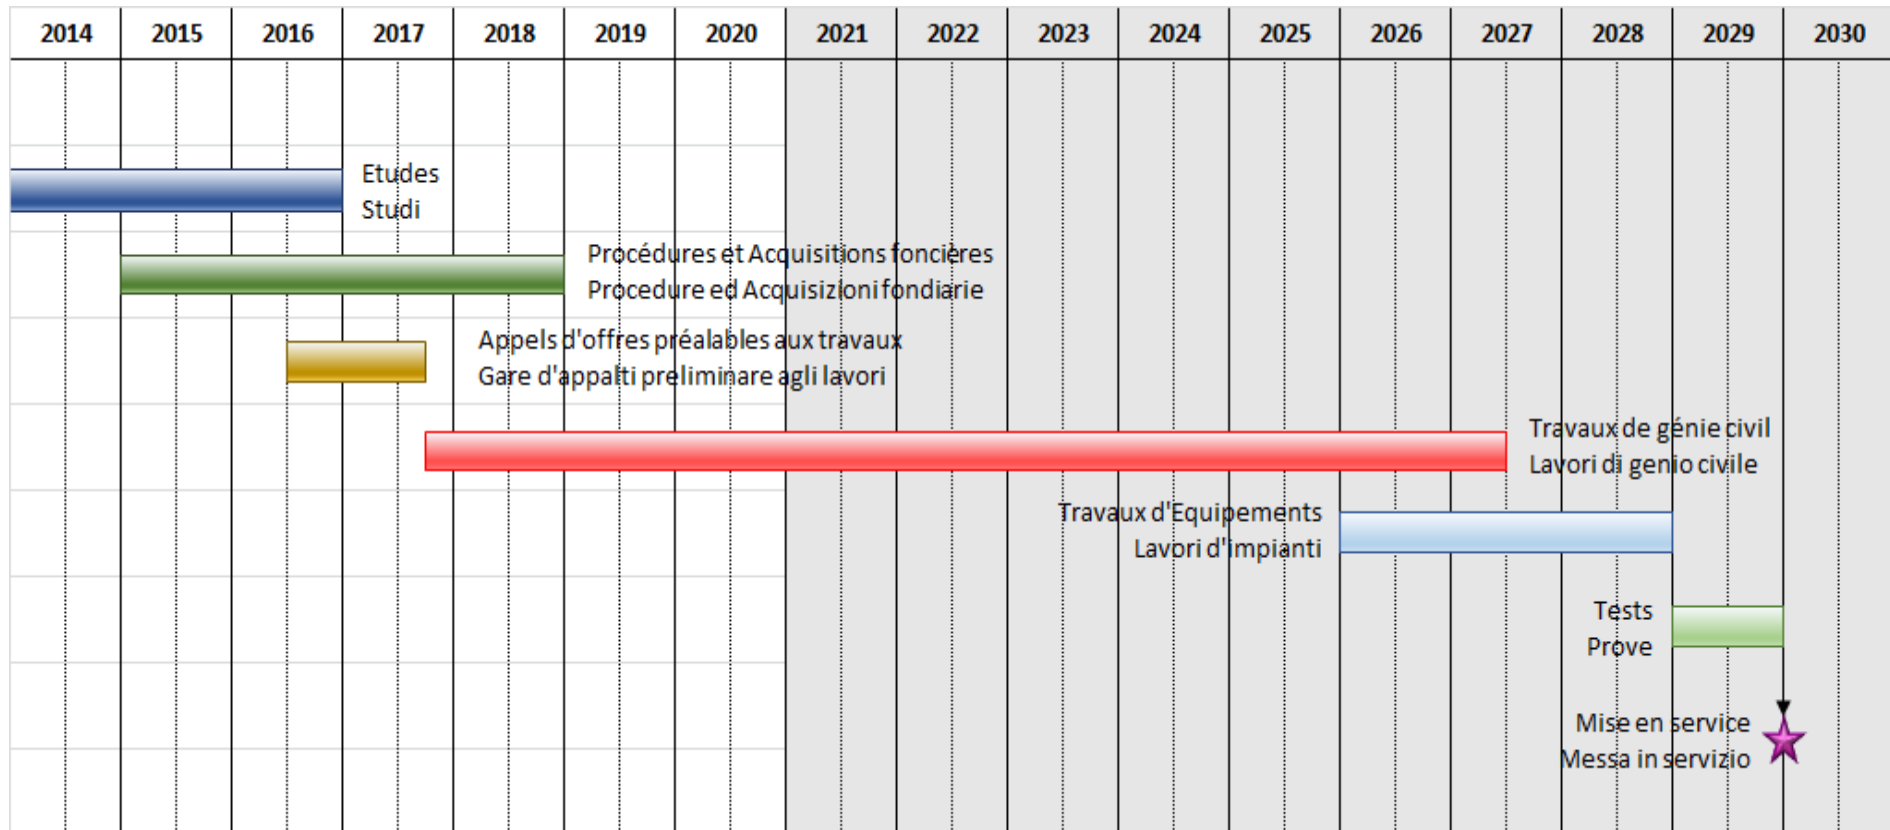 2014 2015 2016 2017 2018 2019 2020 2021 2022 2023 2024 2025 2026 2027 2028 2029 2030
Etudes
Studi
Procédures et Acquisitions foncières
Procedure ed Acquisizioni fondiarie
Appels d'offres préalables aux travaux
Gare d'appalti preliminare agli lavori
Travaux de génie civil
Lavori di genio civile
Travaux d'Equipements
Lavori d'impianti
Tests
Prove
Mise en service
Messa in servizio